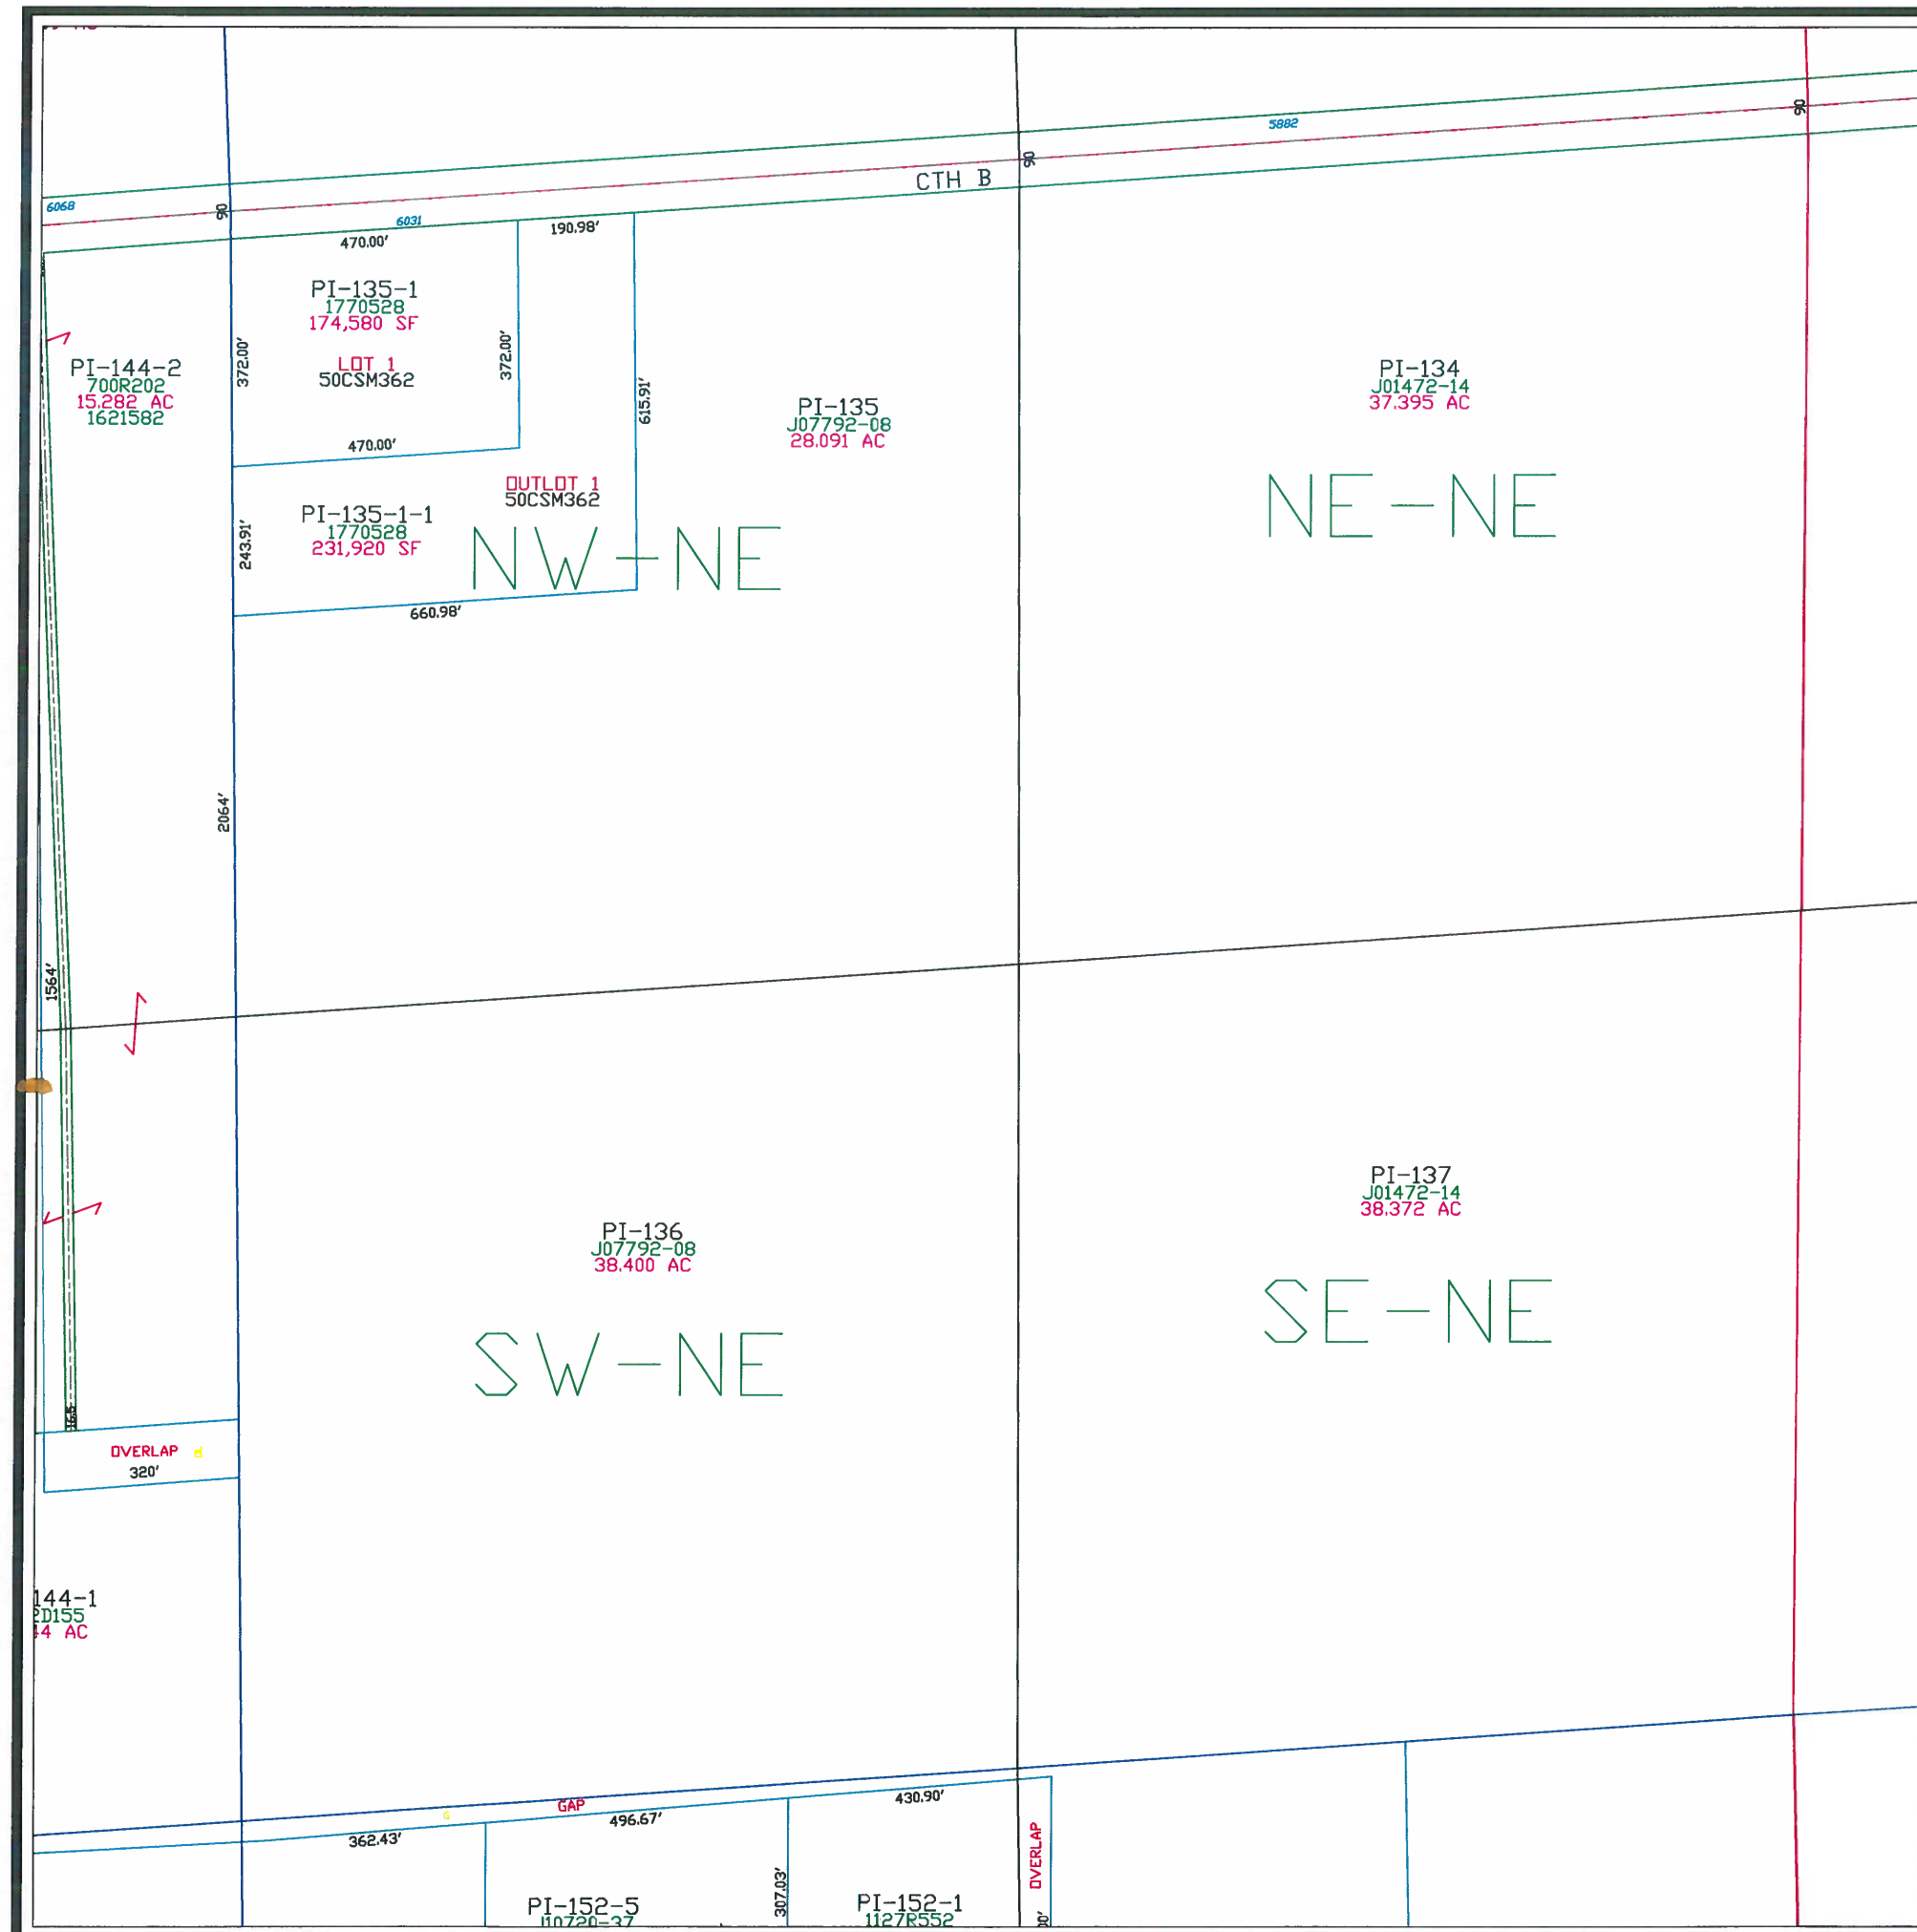 5882
90
90
CTH B
6068
90
6031
470.00'
190.98'
PI-135-1
1770528
174,580 SF
LOT 1
50CSM362
372.00'
372.00'
615.91'
PI-144-2
700R202
15.282 AC
1621582
PI-135
J07792-08
28.091 AC
PI-134
J01472-14
37.395 AC
470.00'
OUTLOT 1
50CSM362
PI-135-1-1
1770528
231,920 SF
243.91'
NW-NE
NE-NE
660.98'
2064'
1564'
PI-137
J01472-14
38.372 AC
PI-136
J07792-08
38.400 AC
SE-NE
SW-NE
16.5
OVERLAP
320'
144-1
2D155
44 AC
GAP
430.90'
496.67'
362.43'
OVERLAP
307.03'
PI-152-5
J10720-37
PI-152-1
1127R552